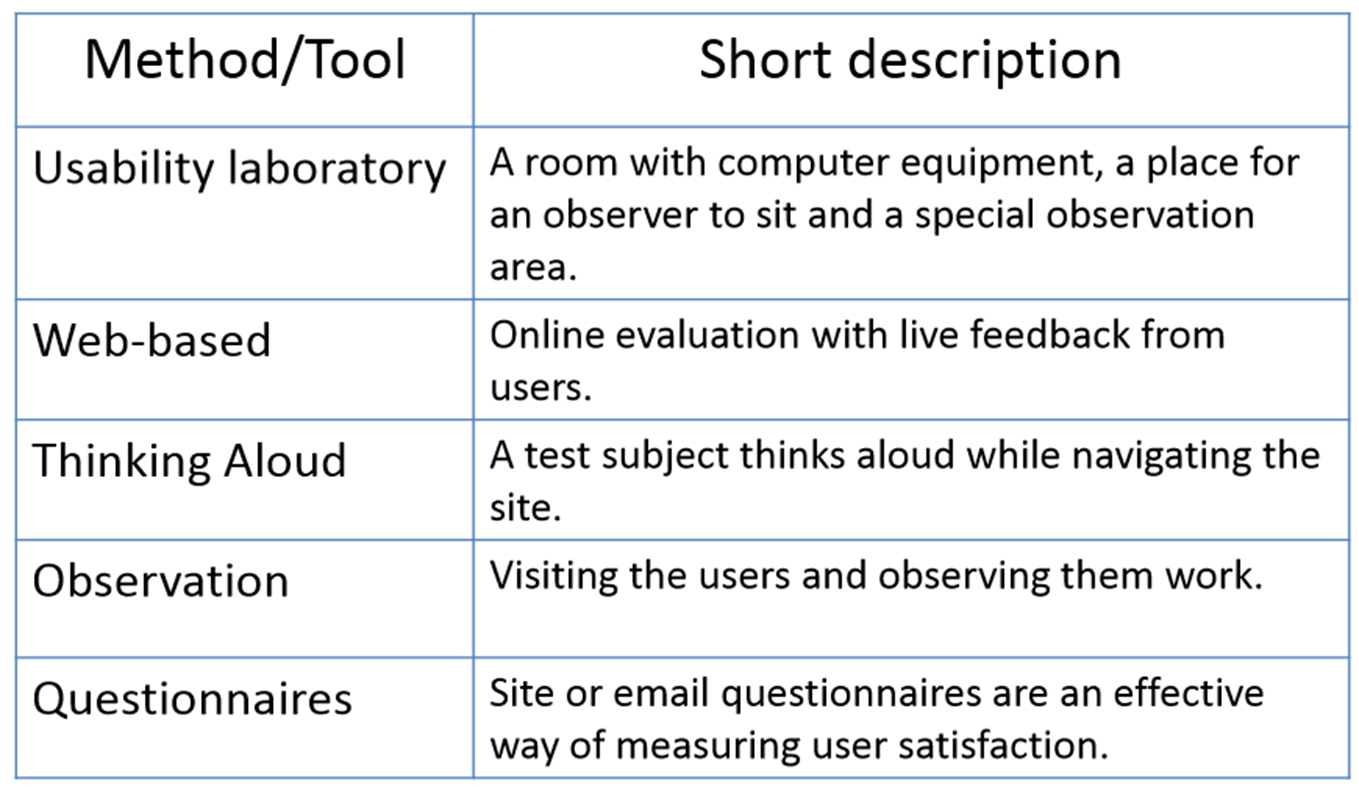 Method/Tool
Short description
Usability laboratory
A room with computer equipment, a place for
an observer to sit and a special observation
area.
Web-based
Online evaluation with live feedback from
users.
Thinking Aloud
A test subject thinks aloud while navigating the
site.
Observation
Visiting the users and observing them work.
Questionnaires
Site or email questionnaires are an effective
way of measuring user satisfaction.